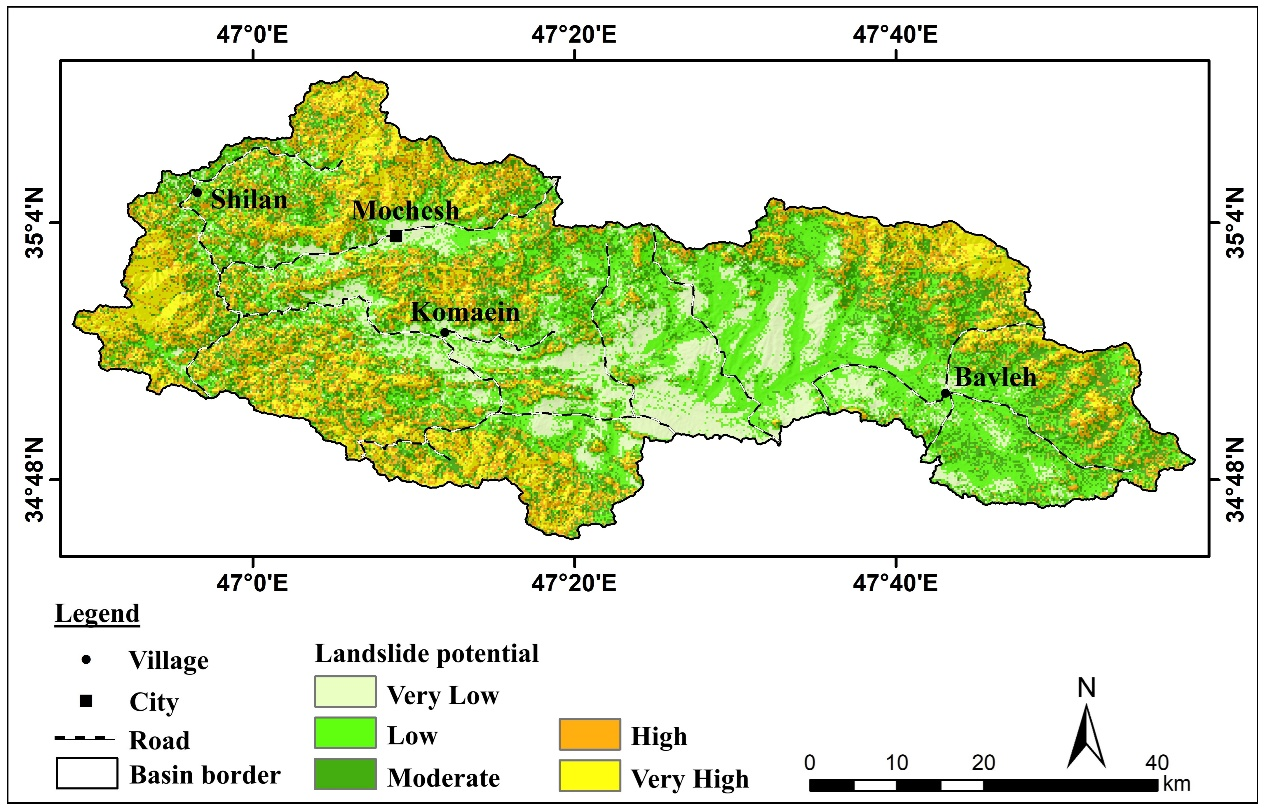 47°0'E 47°20'E 47°40'E
35°4'N 35°4'N
Shilan
Mochesh
Komaein
Bavleh
34°48'N 34°48'N
47°0'E 47°20'E 47°40'E
Legend
Village
City
Road
Basin border
Landslide potential
Very Low
Low
Moderate
High
Very High
N
0 10 20 40
km